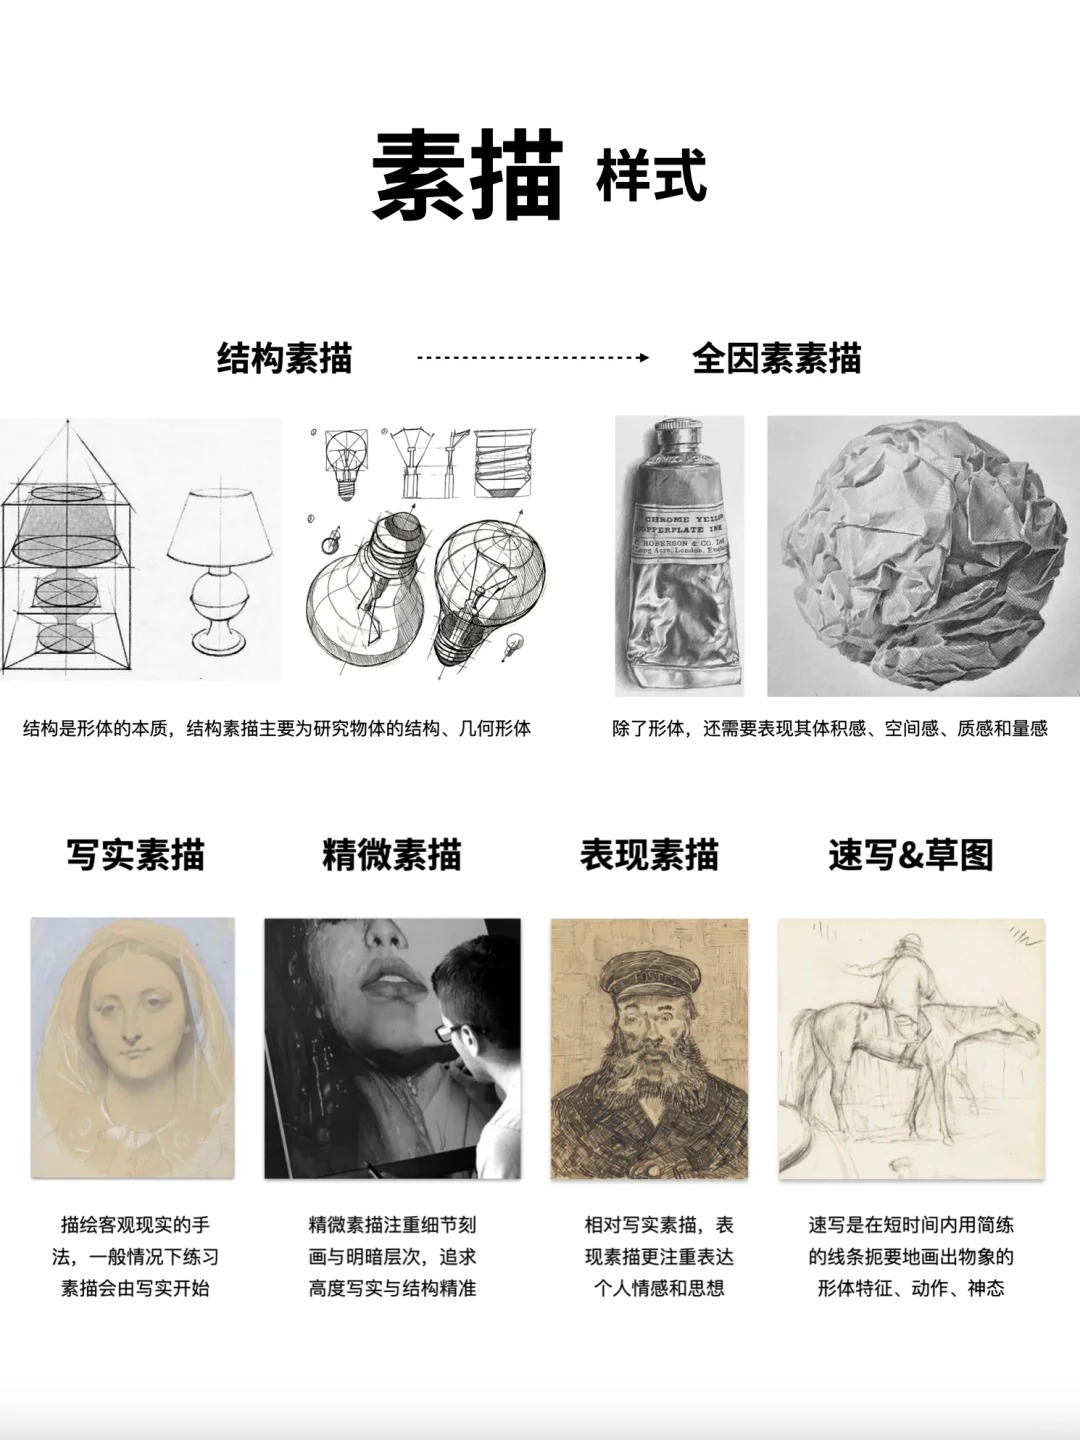 素描 样式
结构素描
全因素素描
CHROME YELLOW
COPPERPLATE INK
C. ROBERSON & CO. Ltd
Long Acre, London,
结构是形体的本质，结构素描主要为研究物体的结构、几何形体
除了形体，还需要表现其体积感、空间感、质感和量感
写实素描
精微素描
表现素描
速写&草图
描绘客观现实的手
法，一般情况下练习
素描会由写实开始
精微素描注重细节刻
画与明暗层次，追求
高度写实与结构精准
相对写实素描，表
现素描更注重表达
个人情感和思想
速写是在短时间内用简练
的线条扼要地画出物象的
形体特征、动作、神态